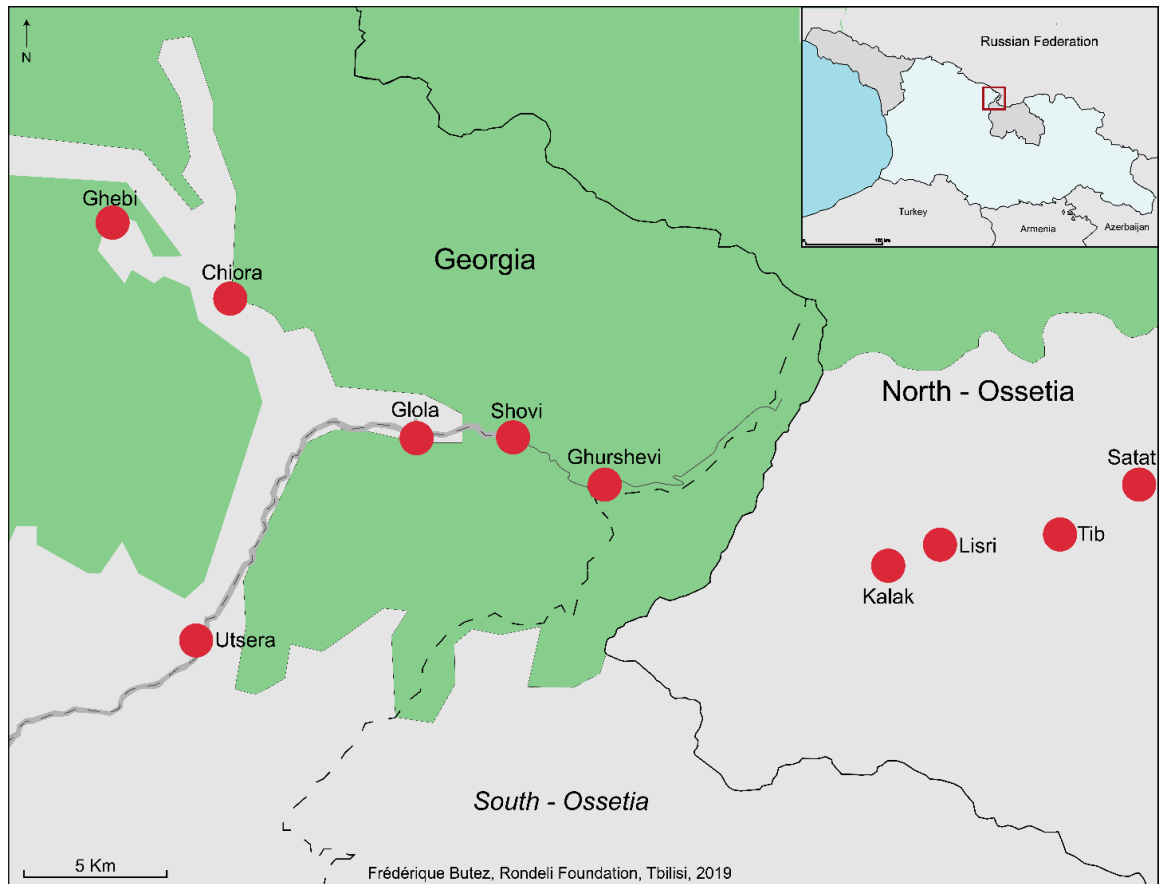 N
Russian Federation
Turkey
Armenia
Azerbaijan
Ghebi
Georgia
Chiora
North - Ossetia
Glola
Shovi
Ghurshevi
Satat
Tib
Lisri
Kalak
Utsera
South - Ossetia
5 Km
Frédérique Butez, Rondeli Foundation, Tbilisi, 2019